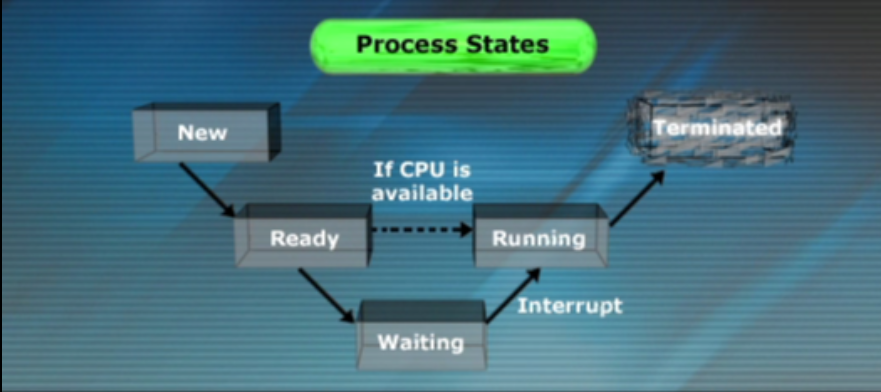 Process States
New
Terminated
If CPU is
available
Ready
Running
Interrupt
Waiting